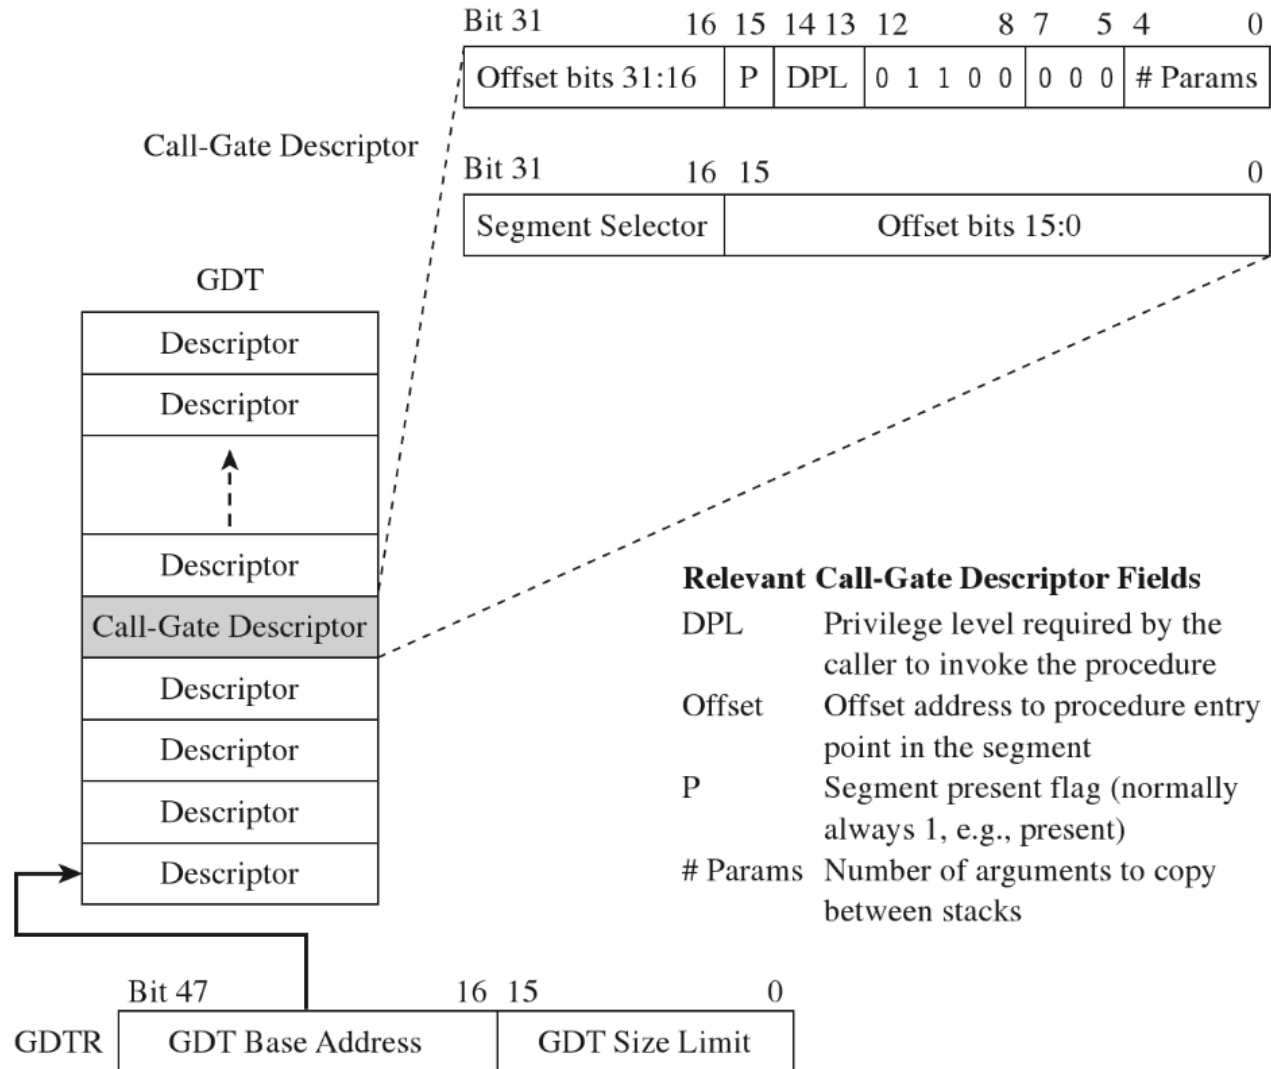 Bit 31 16 15 14 13 12 8 7 5 4 0
Offset bits 31:16 P DPL 0 1 1 0 0 0 0 0 # Params
Call-Gate Descriptor
Bit 31 16 15 0
Segment Selector Offset bits 15:0
GDT
Descriptor
Descriptor
Descriptor
Call-Gate Descriptor
Descriptor
Descriptor
Descriptor
Descriptor
Relevant Call-Gate Descriptor Fields
DPL Privilege level required by the
caller to invoke the procedure
Offset Offset address to procedure entry
point in the segment
P Segment present flag (normally
always 1, e.g., present)
# Params Number of arguments to copy
between stacks
Bit 47 16 15 0
GDTR GDT Base Address GDT Size Limit